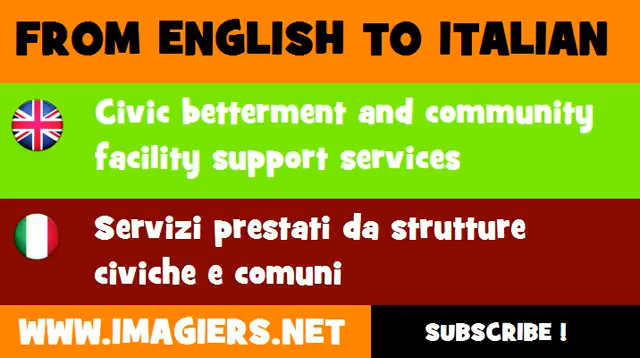 FROM ENGLISH TO ITALIAN
Civic betterment and community
facility support services
Servizi prestati da strutture
civiche e comuni
WWW.IMAGIERS.NET
SUBSCRIBE !